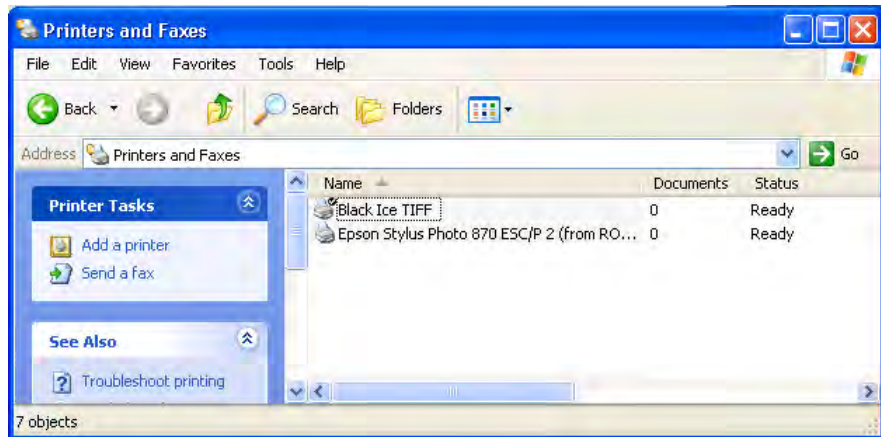 Printers and Faxes
File Edit View Favorites Tools Help
Back Search Folders
Address Printers and Faxes Go
Name Documents Status
Printer Tasks
Black Ice TIFF 0 Ready
Epson Stylus Photo 870 ESC/P 2 (from RO... 0 Ready
Add a printer
Send a fax
See Also
Troubleshoot printing
7 objects